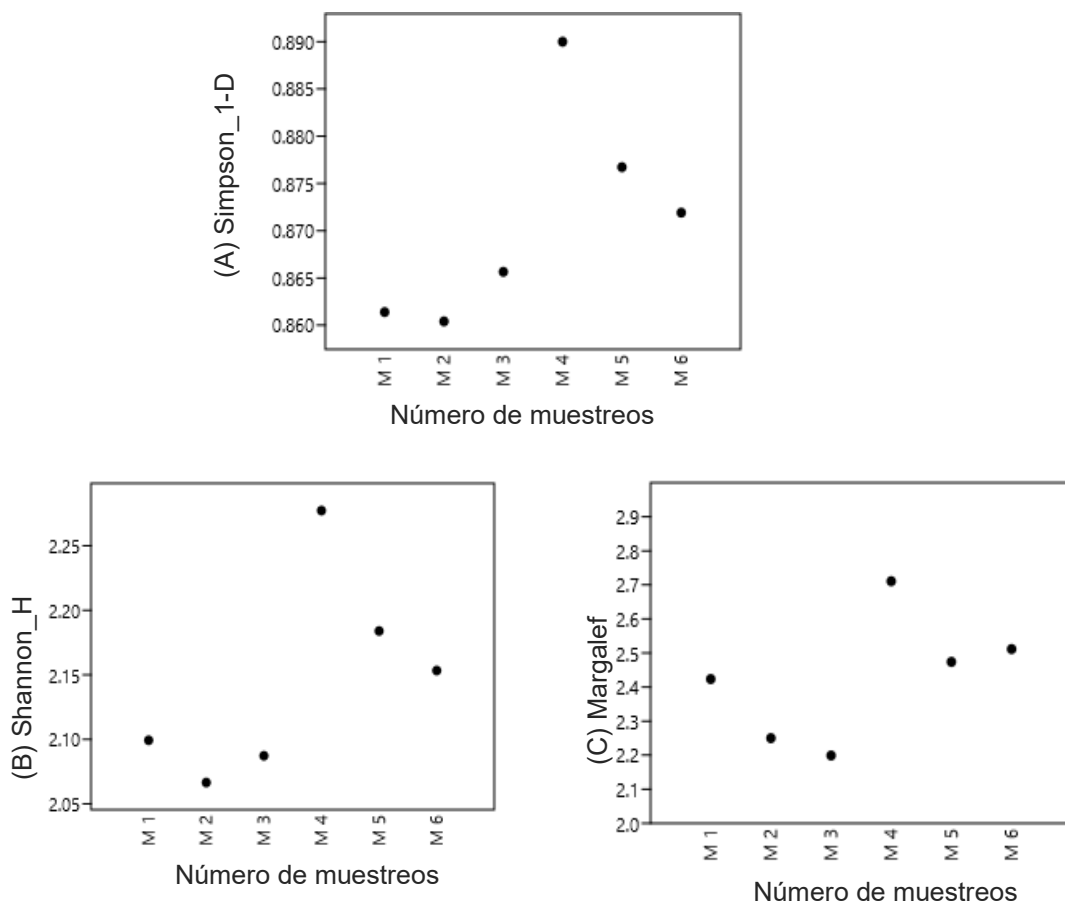 (A) Simpson_1-D
0.890
0.885
0.880
0.875
0.870
0.865
0.860
M 1
M 2
M 3
M 4
M 5
M 6
Número de muestreos
(B) Shannon_H
2.25
2.20
2.15
2.10
2.05
M 1
M 2
M 3
M 4
M 5
M 6
Número de muestreos
(C) Margalef
2.9
2.8
2.7
2.6
2.5
2.4
2.3
2.2
2.1
2.0
M 1
M 2
M 3
M 4
M 5
M 6
Número de muestreos